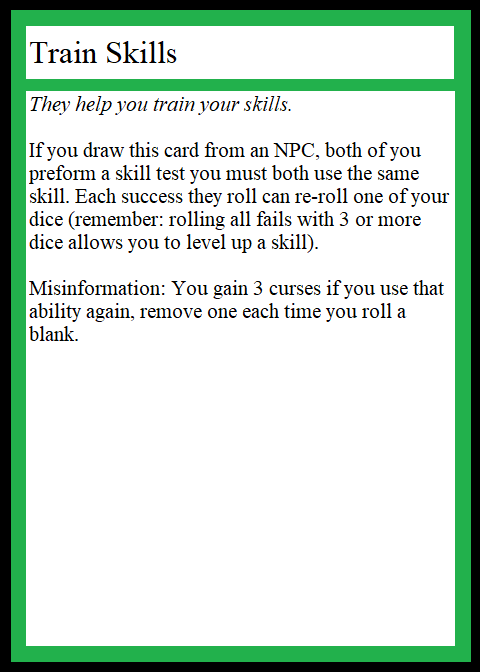 Train Skills
They help you train your skills.
If you draw this card from an NPC, both of you
preform a skill test you must both use the same
skill. Each success they roll can re-roll one of your
dice (remember: rolling all fails with 3 or more
dice allows you to level up a skill).
Misinformation: You gain 3 curses if you use that
ability again, remove one each time you roll a
blank.